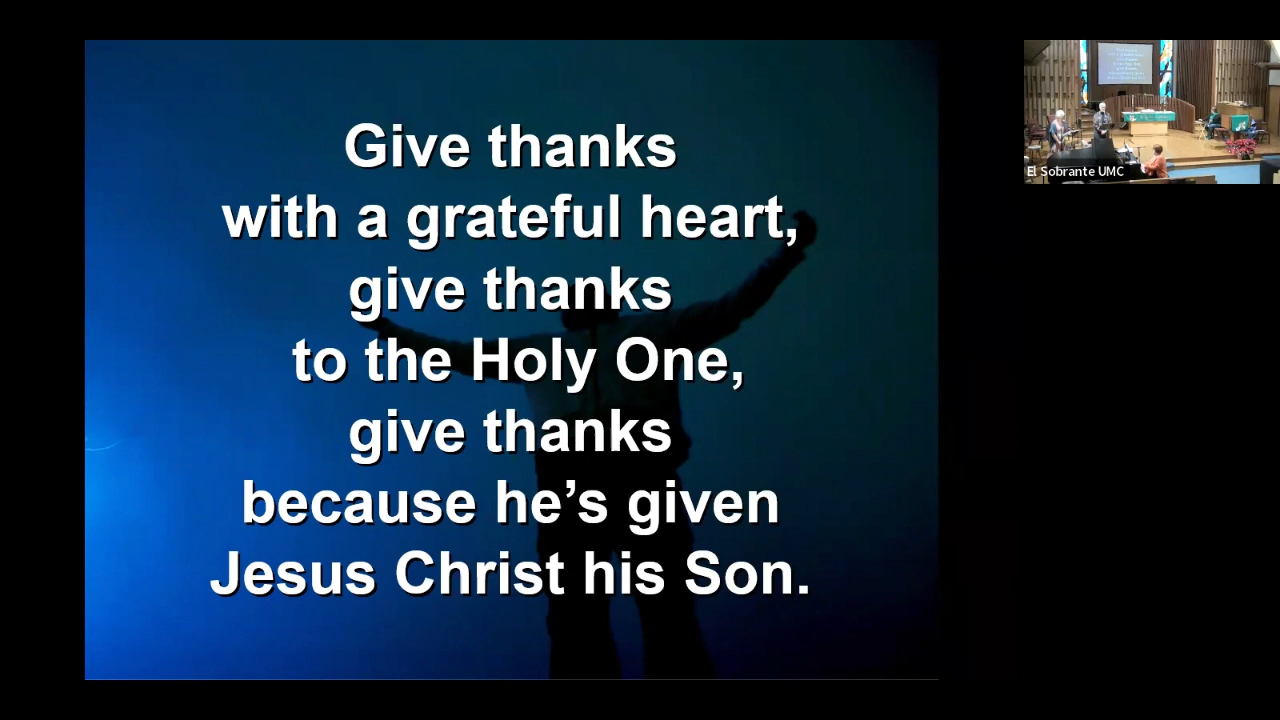 Give thanks
with a grateful heart,
give thanks
to the Holy One,
give thanks
because he’s given
Jesus Christ his Son.
El Sobrante UMC